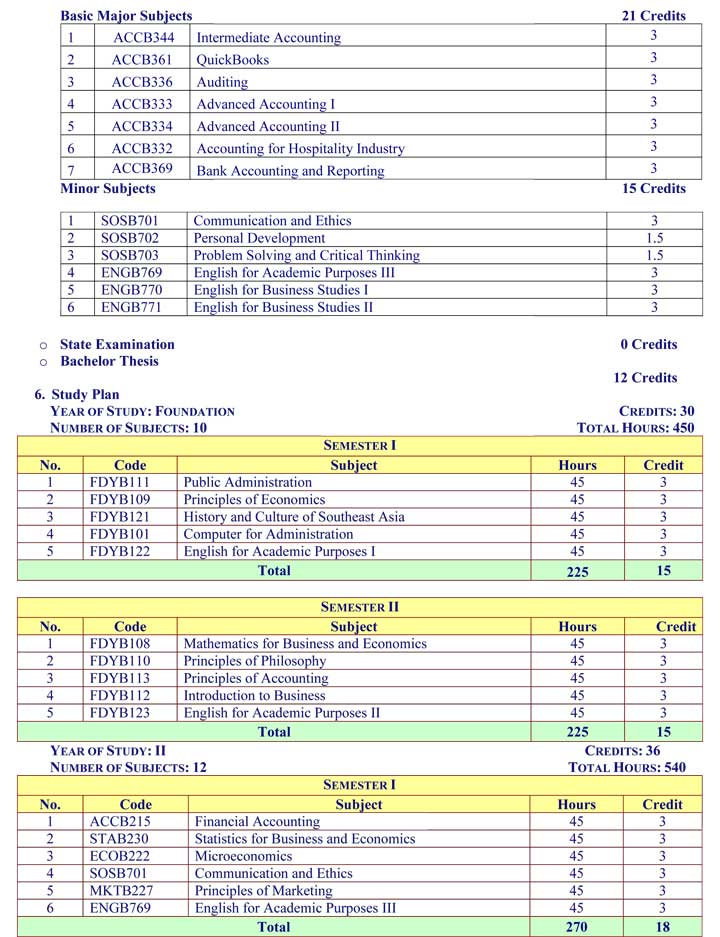 Basic Major Subjects 21 Credits
1 ACCB344 Intermediate Accounting 3
2 ACCB361 QuickBooks 3
3 ACCB336 Auditing 3
4 ACCB333 Advanced Accounting I 3
5 ACCB334 Advanced Accounting II 3
6 ACCB332 Accounting for Hospitality Industry 3
7 ACCB369 Bank Accounting and Reporting 3
Minor Subjects 15 Credits
1 SOSB701 Communication and Ethics 3
2 SOSB702 Personal Development 1.5
3 SOSB703 Problem Solving and Critical Thinking 1.5
4 ENGB769 English for Academic Purposes III 3
5 ENGB770 English for Business Studies I 3
6 ENGB771 English for Business Studies II 3
o State Examination 0 Credits
o Bachelor Thesis
12 Credits
6. Study Plan
YEAR OF STUDY: FOUNDATION CREDITS: 30
NUMBER OF SUBJECTS: 10 TOTAL HOURS: 450
SEMESTER I
No. Code Subject Hours Credit
1 FDYB111 Public Administration 45 3
2 FDYB109 Principles of Economics 45 3
3 FDYB121 History and Culture of Southeast Asia 45 3
4 FDYB101 Computer for Administration 45 3
5 FDYB122 English for Academic Purposes I 45 3
Total 225 15
SEMESTER II
No. Code Subject Hours Credit
1 FDYB108 Mathematics for Business and Economics 45 3
2 FDYB110 Principles of Philosophy 45 3
3 FDYB113 Principles of Accounting 45 3
4 FDYB112 Introduction to Business 45 3
5 FDYB123 English for Academic Purposes II 45 3
Total 225 15
YEAR OF STUDY: II CREDITS: 36
NUMBER OF SUBJECTS: 12 TOTAL HOURS: 540
SEMESTER I
No. Code Subject Hours Credit
1 ACCB215 Financial Accounting 45 3
2 STAB230 Statistics for Business and Economics 45 3
3 ECOB222 Microeconomics 45 3
4 SOSB701 Communication and Ethics 45 3
5 MKTB227 Principles of Marketing 45 3
6 ENGB769 English for Academic Purposes III 45 3
Total 270 18